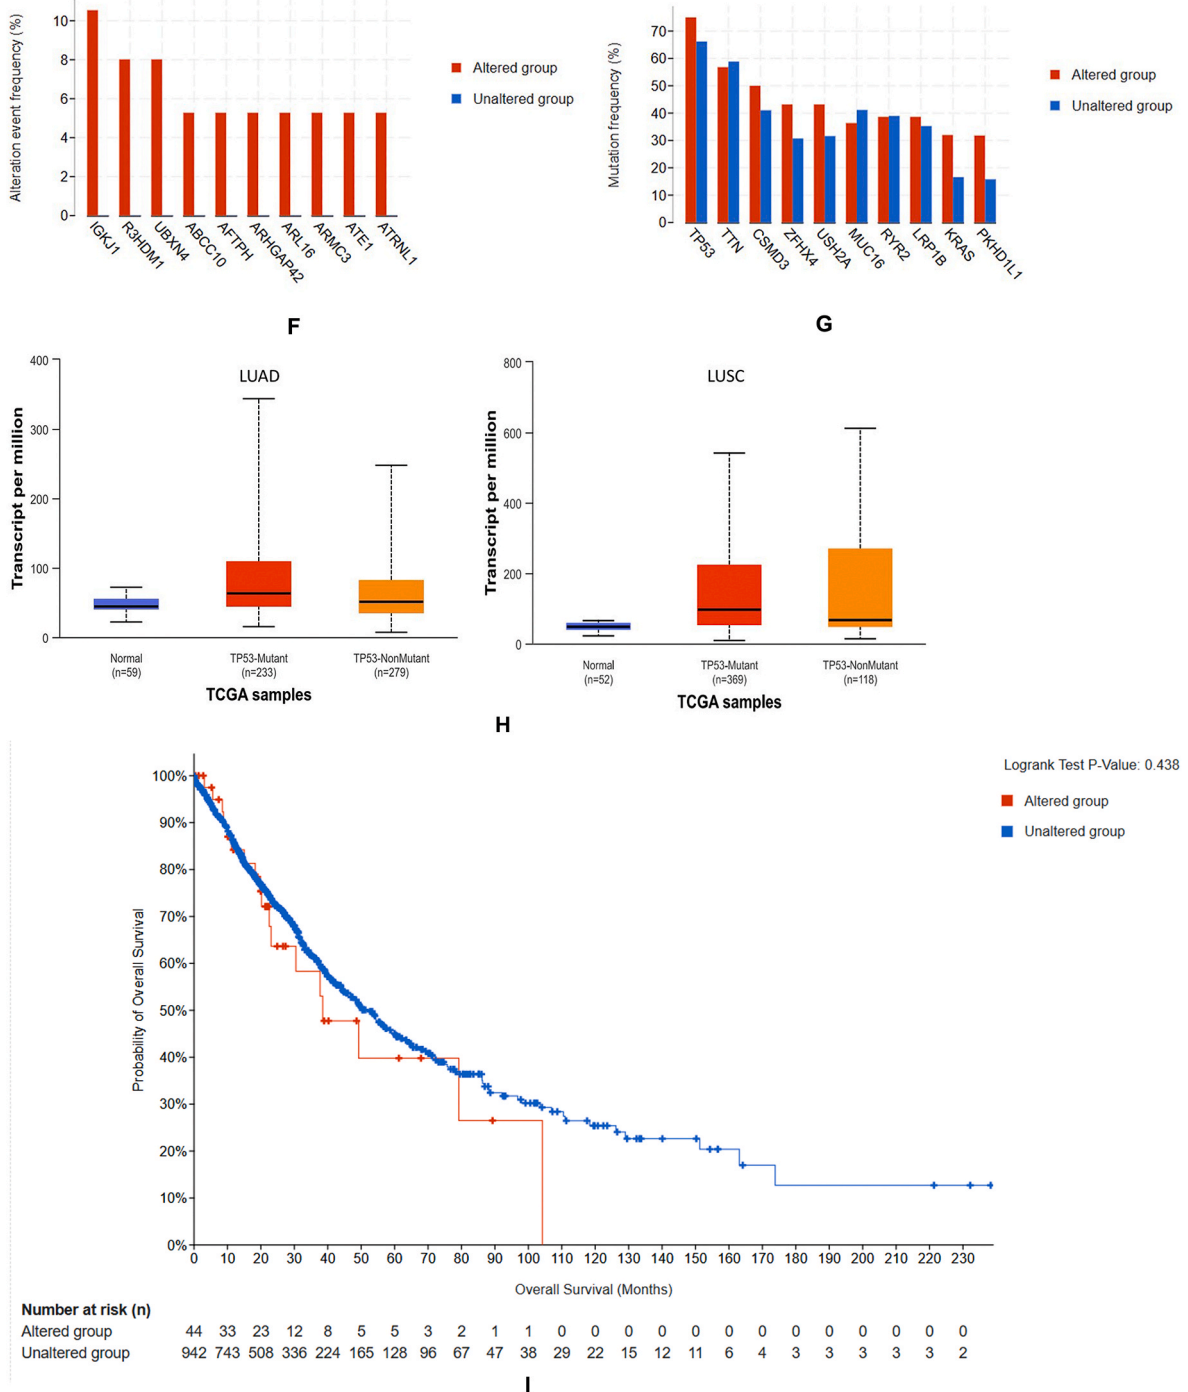 Alteration event frequency (%)
10
8
6
4
2
0
IGKJ1
R3HDM1
UBXN4
ABCC10
AFTPH
ARHGAP42
ARL16
ARMC3
ATE1
ATRNL1
Altered group
Unaltered group
F
Mutation frequency (%)
70
60
50
40
30
20
10
0
TP53
TTN
CSMD3
ZFHX4
USH2A
MUC16
RYR2
LRP1B
KRAS
PKHD1L1
Altered group
Unaltered group
G
LUAD
Transcript per million
400
300
200
100
0
Normal
(n=59)
TP53-Mutant
(n=233)
TP53-NonMutant
(n=279)
TCGA samples
LUSC
Transcript per million
800
600
400
200
0
Normal
(n=52)
TP53-Mutant
(n=369)
TP53-NonMutant
(n=118)
TCGA samples
H
Logrank Test P-Value: 0.438
Altered group
Unaltered group
Probability of Overall Survival
100%
90%
80%
70%
60%
50%
40%
30%
20%
10%
0%
0 10 20 30 40 50 60 70 80 90 100 110 120 130 140 150 160 170 180 190 200 210 220 230
Overall Survival (Months)
Number at risk (n)
Altered group 44 33 23 12 8 5 5 3 2 1 1 0 0 0 0 0 0 0 0 0 0 0 0 0
Unaltered group 942 743 508 336 224 165 128 96 67 47 38 29 22 15 12 11 6 4 3 3 3 3 3 2
I